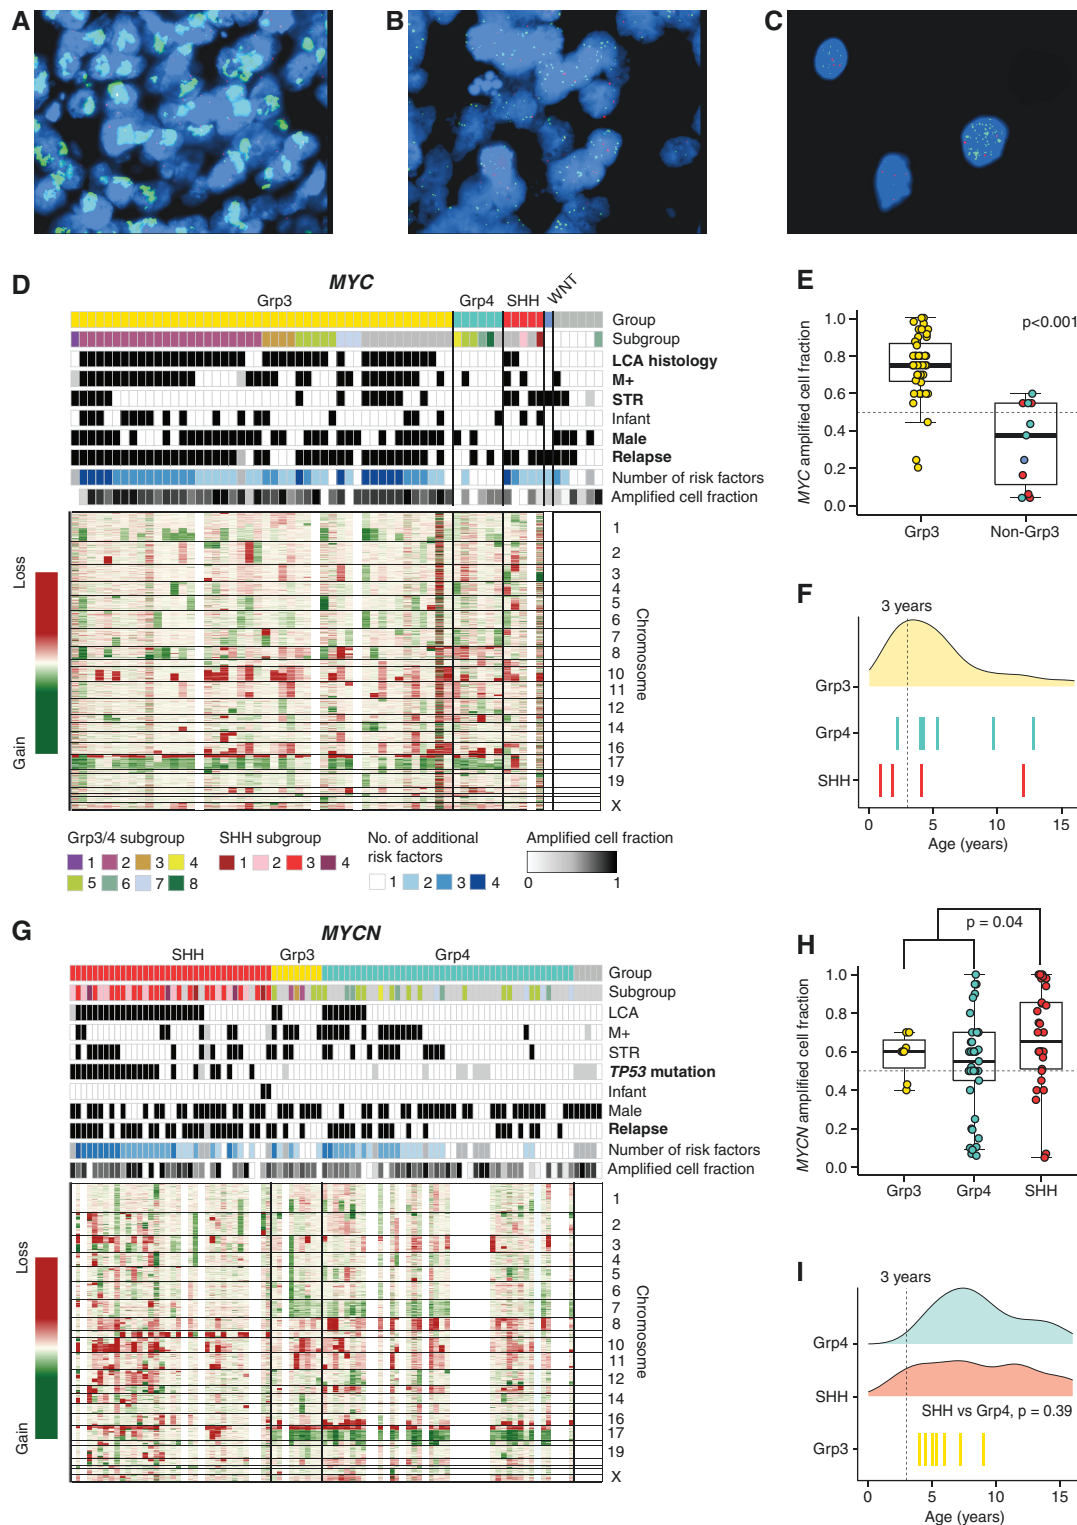 A
B
C
D
MYC
Grp3
Grp4
SHH
WNT
Group
Subgroup
LCA histology
M+
STR
Infant
Male
Relapse
Number of risk factors
Amplified cell fraction
Loss
Gain
1
2
3
4
5
6
7
8
10
11
12
14
16
17
19
X
Chromosome
Grp3/4 subgroup
1 2 3 4
5 6 7 8
SHH subgroup
1 2 3 4
No. of additional
risk factors
1 2 3 4
Amplified cell fraction
0 1
E
MYC amplified cell fraction
1.0
0.8
0.6
0.4
0.2
0.0
p<0.001
Grp3 Non-Grp3
F
3 years
Grp3
Grp4
SHH
0 5 10 15
Age (years)
G
MYCN
SHH
Grp3
Grp4
Group
Subgroup
LCA
M+
STR
TP53 mutation
Infant
Male
Relapse
Number of risk factors
Amplified cell fraction
Loss
Gain
1
2
3
4
5
6
7
8
10
11
12
14
16
17
19
X
Chromosome
H
p = 0.04
MYCN amplified cell fraction
1.0
0.8
0.6
0.4
0.2
0.0
Grp3 Grp4 SHH
I
3 years
Grp4
SHH
SHH vs Grp4, p = 0.39
Grp3
0 5 10 15
Age (years)